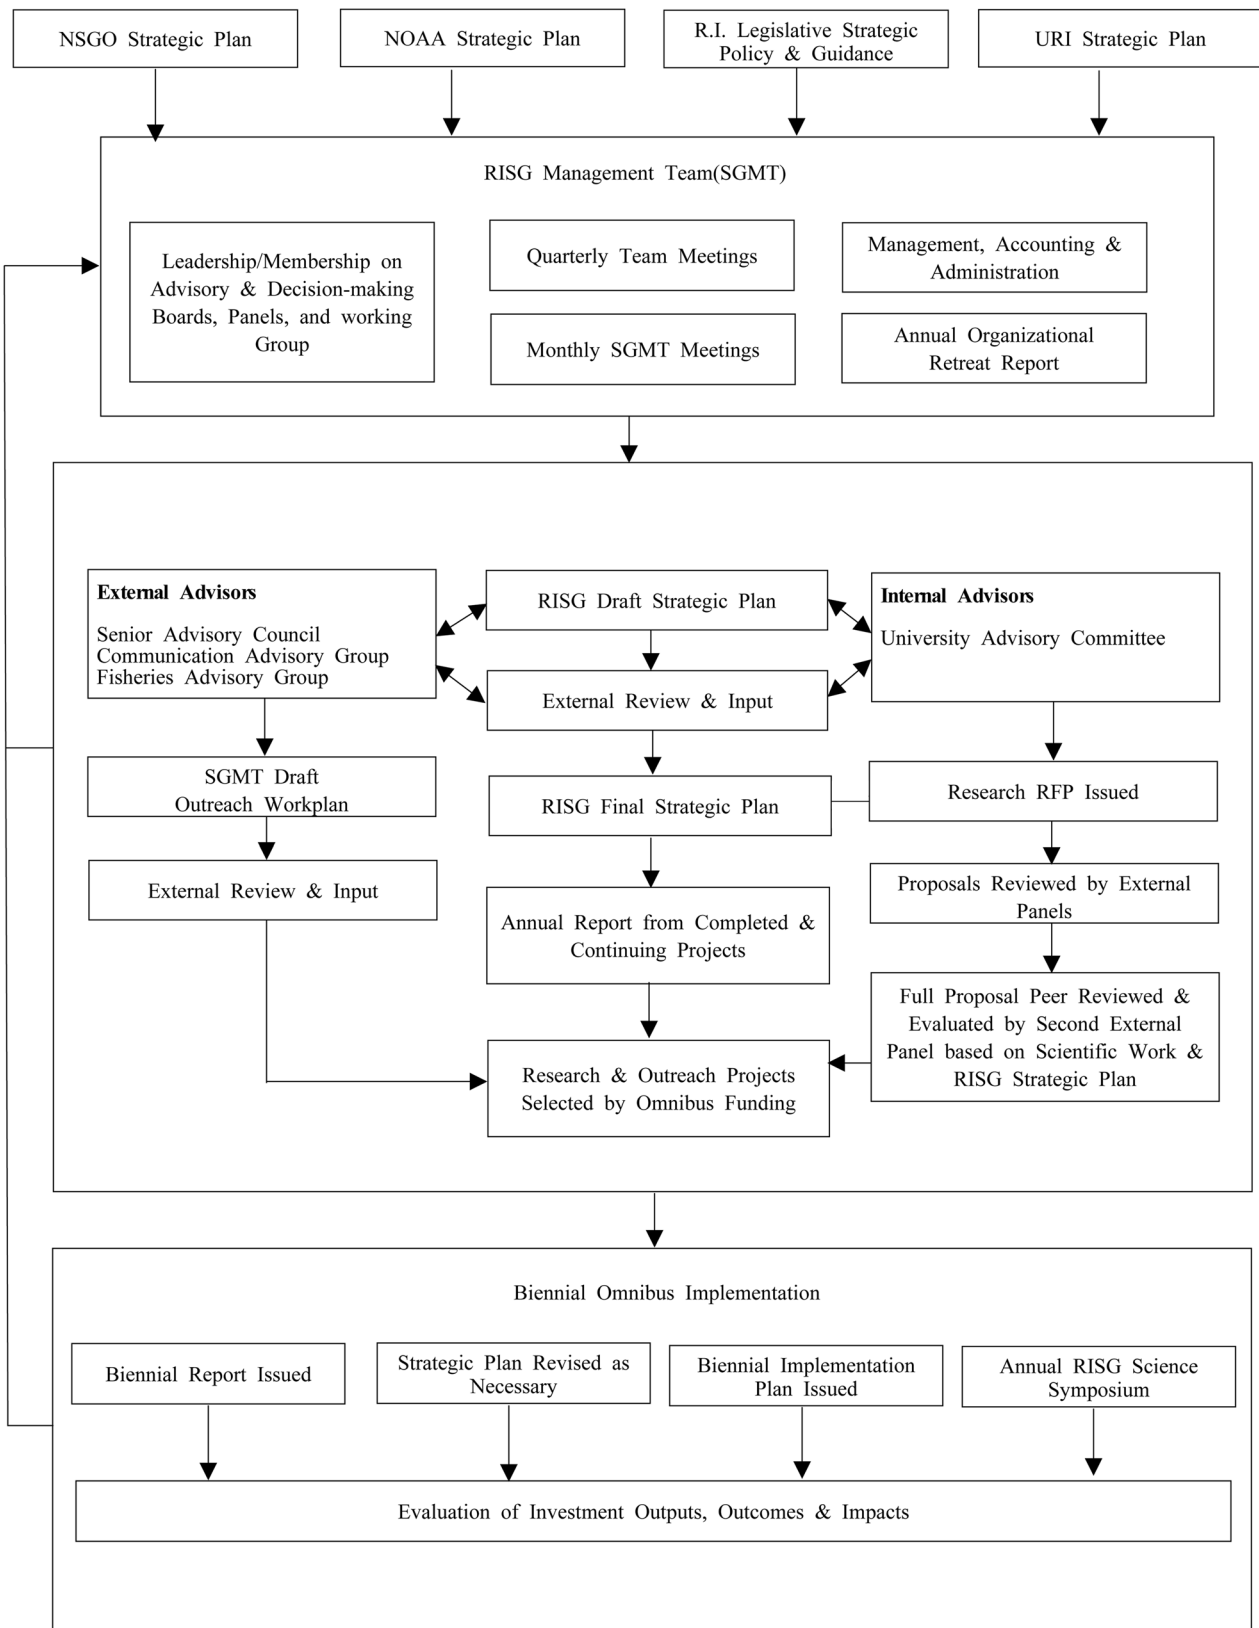 NSGO Strategic Plan
NOAA Strategic Plan
R.I. Legislative Strategic
Policy & Guidance
URI Strategic Plan
RISG Management Team(SGMT)
Leadership/Membership on
Advisory & Decision-making
Boards, Panels, and working
Group
Quarterly Team Meetings
Management, Accounting &
Administration
Monthly SGMT Meetings
Annual Organizational
Retreat Report
External Advisors
Senior Advisory Council
Communication Advisory Group
Fisheries Advisory Group
RISG Draft Strategic Plan
Internal Advisors
University Advisory Committee
External Review & Input
SGMT Draft
Outreach Workplan
RISG Final Strategic Plan
Research RFP Issued
External Review & Input
Annual Report from Completed &
Continuing Projects
Proposals Reviewed by External
Panels
Full Proposal Peer Reviewed &
Evaluated by Second External
Panel based on Scientific Work &
RISG Strategic Plan
Research & Outreach Projects
Selected by Omnibus Funding
Biennial Omnibus Implementation
Biennial Report Issued
Strategic Plan Revised as
Necessary
Biennial Implementation
Plan Issued
Annual RISG Science
Symposium
Evaluation of Investment Outputs, Outcomes & Impacts